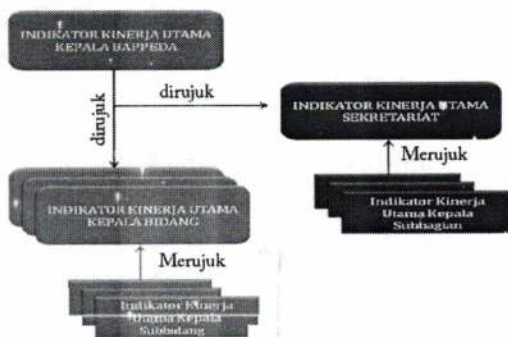 INDIKATOR KINERJA UTAMA
KEPALA BAPPEDA
dirujuk
dirujuk
INDIKATOR KINERJA UTAMA
SEKRETARIAT
Merujuk
Indikator Kinerja
Utama Kepala
Subbagian
INDIKATOR KINERJA UTAMA
KEPALA BIDANG
Merujuk
Indikator Kinerja
Utama Kepala
Subbidang